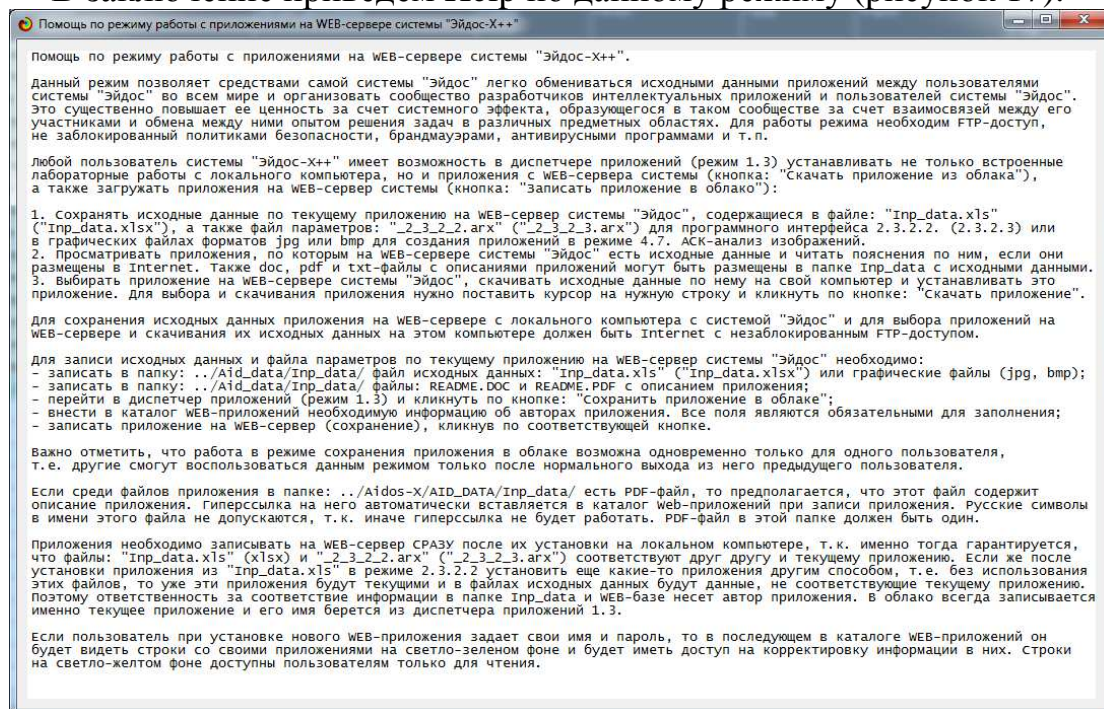 В заключение приведем Help по данному режиму (рисунок 17):
Помощь по режиму работы с приложениями на WEB-сервере системы "Эйдос-X++"
Помощь по режиму работы с приложениями на WEB-сервере системы "Эйдос-X++".
Данный режим позволяет средствами самой системы "Эйдос" легко обмениваться исходными данными приложений между пользователями
системы "Эйдос" во всем мире и организовать сообщество разработчиков интеллектуальных приложений и пользователей системы "Эйдос".
Это существенно повышает ее ценность за счет системного эффекта, образующегося в таком сообществе за счет взаимосвязей между его
участниками и обмена между ними опытом решения задач в различных предметных областях. Для работы режима необходим FTP-доступ,
не заблокированный политиками безопасности, брандмауэрами, антивирусными программами и т.п.
Любой пользователь системы "Эйдос-X++" имеет возможность в диспетчере приложений (режим 1.3) устанавливать не только встроенные
лабораторные работы с локального компьютера, но и приложения с WEB-сервера системы (кнопка: "Скачать приложение из облака"),
а также загружать приложения на WEB-сервер системы (кнопка: "Записать приложение в облако"):
1. Сохранять исходные данные по текущему приложению на WEB-сервер системы "Эйдос", содержащиеся в файле: "Inp_data.xls"
("Inp_data.xlsx"), а также файл параметров: "_2_3_2_2.arx" ("_2_3_2_3.arx") для программного интерфейса 2.3.2.2. (2.3.2.3) или
в графических файлах форматов jpg или bmp для создания приложений в режиме 4.7. АСК-анализ изображений.
2. Просматривать приложения, по которым на WEB-сервере системы "Эйдос" есть исходные данные и читать пояснения по ним, если они
размещены в Internet. Также doc, pdf и txt-файлы с описаниями приложений могут быть размещены в папке Inp_data с исходными данными.
3. Выбирать приложение на WEB-сервере системы "Эйдос", скачивать исходные данные по нему на свой компьютер и устанавливать это
приложение. Для выбора и скачивания приложения нужно поставить курсор на нужную строку и кликнуть по кнопке: "Скачать приложение".
Для сохранения исходных данных приложения на WEB-сервере с локального компьютера с системой "Эйдос" и для выбора приложений на
WEB-сервере и скачивания их исходных данных на этом компьютере должен быть Internet с незаблокированным FTP-доступом.
Для записи исходных данных и файла параметров по текущему приложению на WEB-сервер системы "Эйдос" необходимо:
- записать в папку: ../Aid_data/Inp_data/ файл исходных данных: "Inp_data.xls" ("Inp_data.xlsx") или графические файлы (jpg, bmp);
- записать в папку: ../Aid_data/Inp_data/ файлы: README.DOC и README.PDF с описанием приложения;
- перейти в диспетчер приложений (режим 1.3) и кликнуть по кнопке: "Сохранить приложение в облаке";
- внести в каталог WEB-приложений необходимую информацию об авторах приложения. Все поля являются обязательными для заполнения;
- записать приложение на WEB-сервер (сохранение), кликнув по соответствующей кнопке.
Важно отметить, что работа в режиме сохранения приложения в облаке возможна одновременно только для одного пользователя,
т.е. другие смогут воспользоваться данным режимом только после нормального выхода из него предыдущего пользователя.
Если среди файлов приложения в папке: ../Aidos-X/AID_DATA/Inp_data/ есть PDF-файл, то предполагается, что этот файл содержит
описание приложения. Гиперссылка на него автоматически вставляется в каталог Web-приложений при записи приложения. Русские символы
в имени этого файла не допускаются, т.к. иначе гиперссылка не будет работать. PDF-файл в этой папке должен быть один.
Приложения необходимо записывать на WEB-сервер СРАЗУ после их установки на локальном компьютере, т.к. именно тогда гарантируется,
что файлы: "Inp_data.xls" (xlsx) и "_2_3_2_2.arx" ("_2_3_2_3.arx") соответствуют друг другу и текущему приложению. Если же после
установки приложения из "Inp_data.xls" в режиме 2.3.2.2 установить еще какие-то приложения другим способом, т.е. без использования
этих файлов, то уже эти приложения будут текущими и в файлах исходных данных будут данные, не соответствующие текущему приложению.
Поэтому ответственность за соответствие информации в папке Inp_data и WEB-базе несет автор приложения. В облако всегда записывается
именно текущее приложение и его имя берется из диспетчера приложений 1.3.
Если пользователь при установке нового WEB-приложения задает свои имя и пароль, то в последующем в каталоге WEB-приложений он
будет видеть строки со своими приложениями на светло-зеленом фоне и будет иметь доступ на корректировку информации в них. Строки
на светло-желтом фоне доступны пользователям только для чтения.